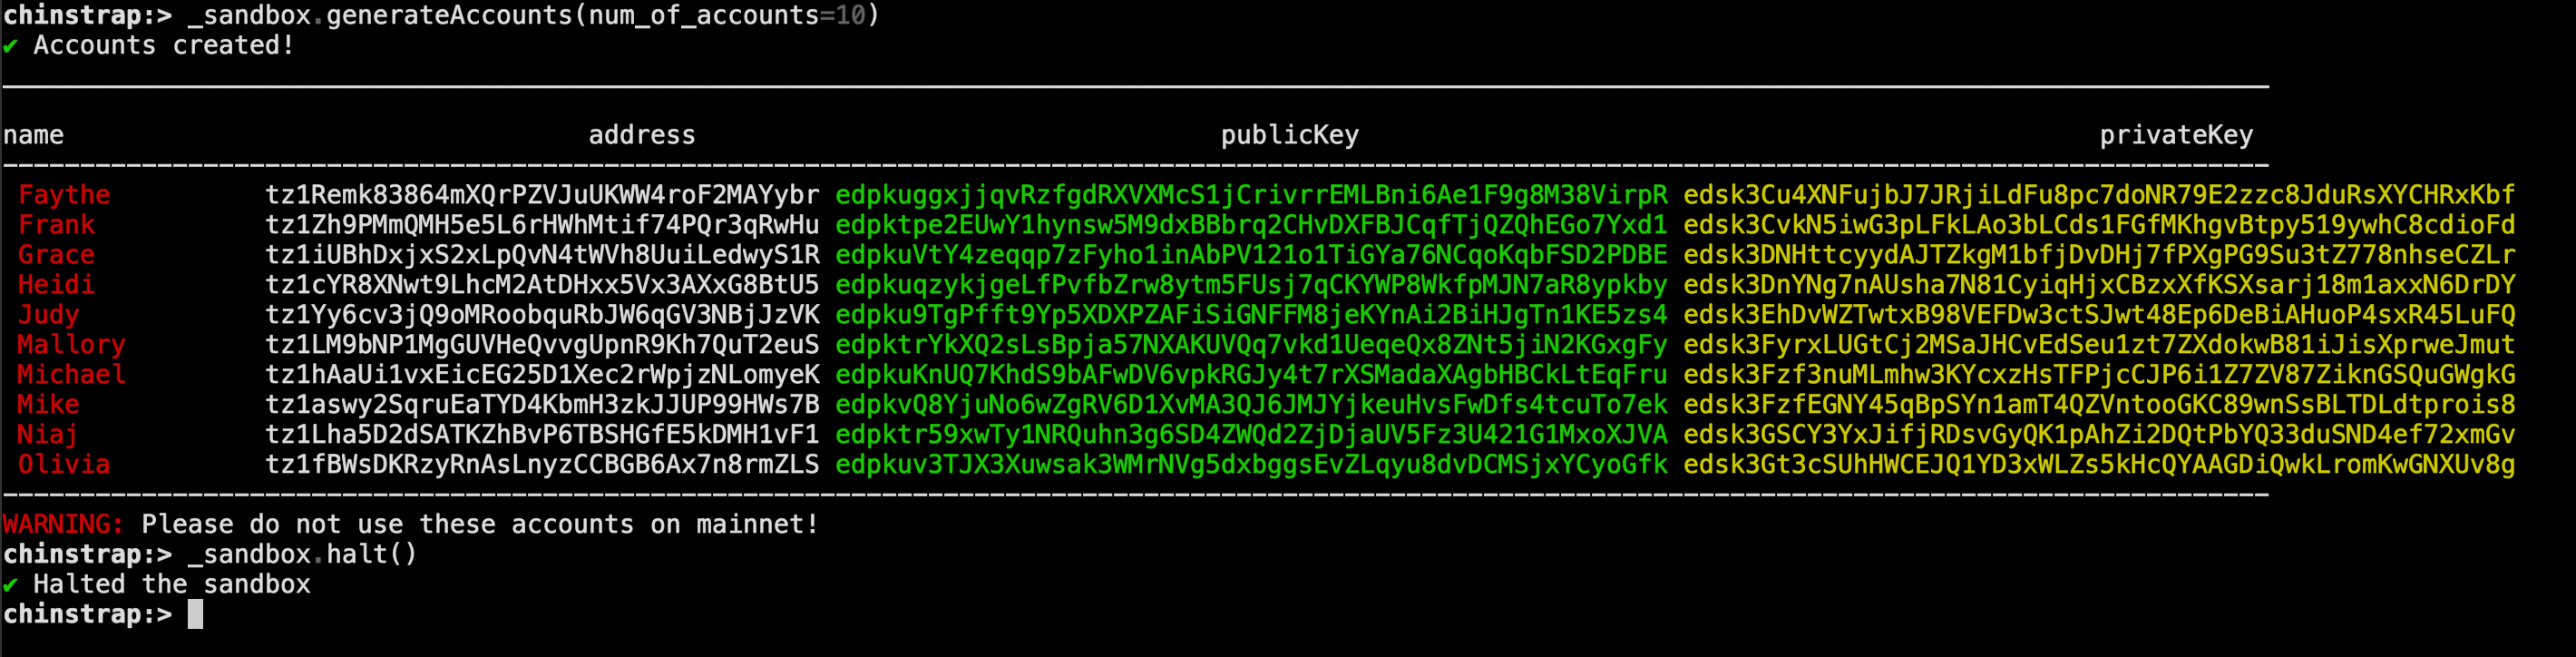 chinstrap:> _sandbox.generateAccounts(num_of_accounts=10)
✔ Accounts created!
name address publicKey privateKey
Faythe tz1Remk83864mXQrPZVJuUKWW4roF2MAYybr edpkuggxjjqvRzfgdRXVXMcS1jCrivrrEMLBni6Ae1F9g8M38VirpR edsk3Cu4XNFujbJ7JRjiLdFu8pc7doNR79E2zzc8JduRsXYCHRxKbf
Frank tz1Zh9PMmQMH5e5L6rHWhMtif74PQr3qRwHu edpktpe2EUwY1hynsw5M9dxBBbrq2CHvDXFBJCqfTjQZQhEGo7Yxd1 edsk3CvkN5iwG3pLFkLAo3bLCds1FGfMKhgvBtpy519ywhC8cdioFd
Grace tz1iUBhDxjxS2xLpQvN4tWVh8UuiLedwyS1R edpkuVtY4zeqqp7zFyho1inAbPV121o1TiGYa76NCqoKqbFSD2PDBE edsk3DNHttcyydAJTZkgM1bfjDvDHj7fPXgPG9Su3tZ778nhseCZLr
Heidi tz1cYR8XNwt9LhcM2AtDHxx5Vx3AXxG8BtU5 edpkuqzykjgeLfPvfbZrw8ytm5FUsj7qCKYWP8WkfpMJN7aR8ypkby edsk3DnYNg7nAUsha7N81CyiqHjxCBzxXfKSXsarj18m1axxN6DrDY
Judy tz1Yy6cv3jQ9oMRoobquRbJW6qGV3NBjJzVK edpku9TgPfft9Yp5XDXPZAFiSiGNFFM8jeKYnAi2BiHJgTn1KE5zs4 edsk3EhDvWZTwtxB98VEFDw3ctSJwt48Ep6DeBiAHuoP4sxR45LuFQ
Mallory tz1LM9bNP1MgGUVHeQvvgUpnR9Kh7QuT2euS edpktrYkXQ2sLsBpja57NXAKUVQq7vkd1UeqeQx8ZNt5jiN2KGxgFy edsk3FyrxLUGtCj2MSaJHCvEdSeu1zt7ZXdokwB81iJisXprweJmut
Michael tz1hAaUi1vxEicEG25D1Xec2rWpjzNLomyeK edpkuKnUQ7KhdS9bAFwDV6vpkRGJy4t7rXSMadaXAgbHBCkLtEqFru edsk3Fzf3nuMLmhw3KYcxzHsTFPjcCJP6i1Z7ZV87ZiknGSQuGWgkG
Mike tz1aswy2SqruEaTYD4KbmH3zkJJUP99HWs7B edpkvQ8YjuNo6wZgRV6D1XvMA3QJ6JMJYjkeuHvsFwDfs4tcuTo7ek edsk3FzfEGNY45qBpSYn1amT4QZVntooGKC89wnSsBLTDLdtprois8
Niaj tz1Lha5D2dSATKZhBvP6TBSHGfE5kDMH1vF1 edpktr59xwTy1NRQuhn3g6SD4ZWQd2ZjDjaUV5Fz3U421G1MxoXJVA edsk3GSCY3YxJifjRDsvGyQK1pAhZi2DQtPbYQ33duSND4ef72xmGv
Olivia tz1fBWsDKRzyRnAsLnyzCCBGB6Ax7n8rmZLS edpkuv3TJX3Xuwsak3WMrNVg5dxbggsEvZLqyu8dvDCMSjxYCyoGfk edsk3Gt3cSUhHWCEJQ1YD3xWLZs5kHcQYAAGDiQwkLromKwGNXUv8g
WARNING: Please do not use these accounts on mainnet!
chinstrap:> _sandbox.halt()
✔ Halted the sandbox
chinstrap:>